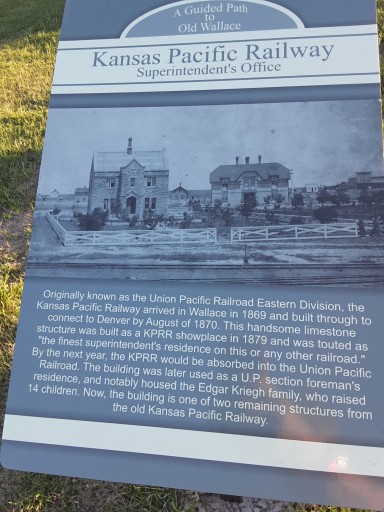 A Guided Path
to
Old Wallace
Kansas Pacific Railway
Superintendent's Office
Originally known as the Union Pacific Railroad Eastern Division, the
Kansas Pacific Railway arrived in Wallace in 1869 and built through to
connect to Denver by August of 1870. This handsome limestone
structure was built as a KPRR showplace in 1879 and was touted as
"the finest superintendent's residence on this or any other railroad."
By the next year, the KPRR would be absorbed into the Union Pacific
Railroad. The building was later used as a U.P. section foreman's
residence, and notably housed the Edgar Kriegh family, who raised
14 children. Now, the building is one of two remaining structures from
the old Kansas Pacific Railway.